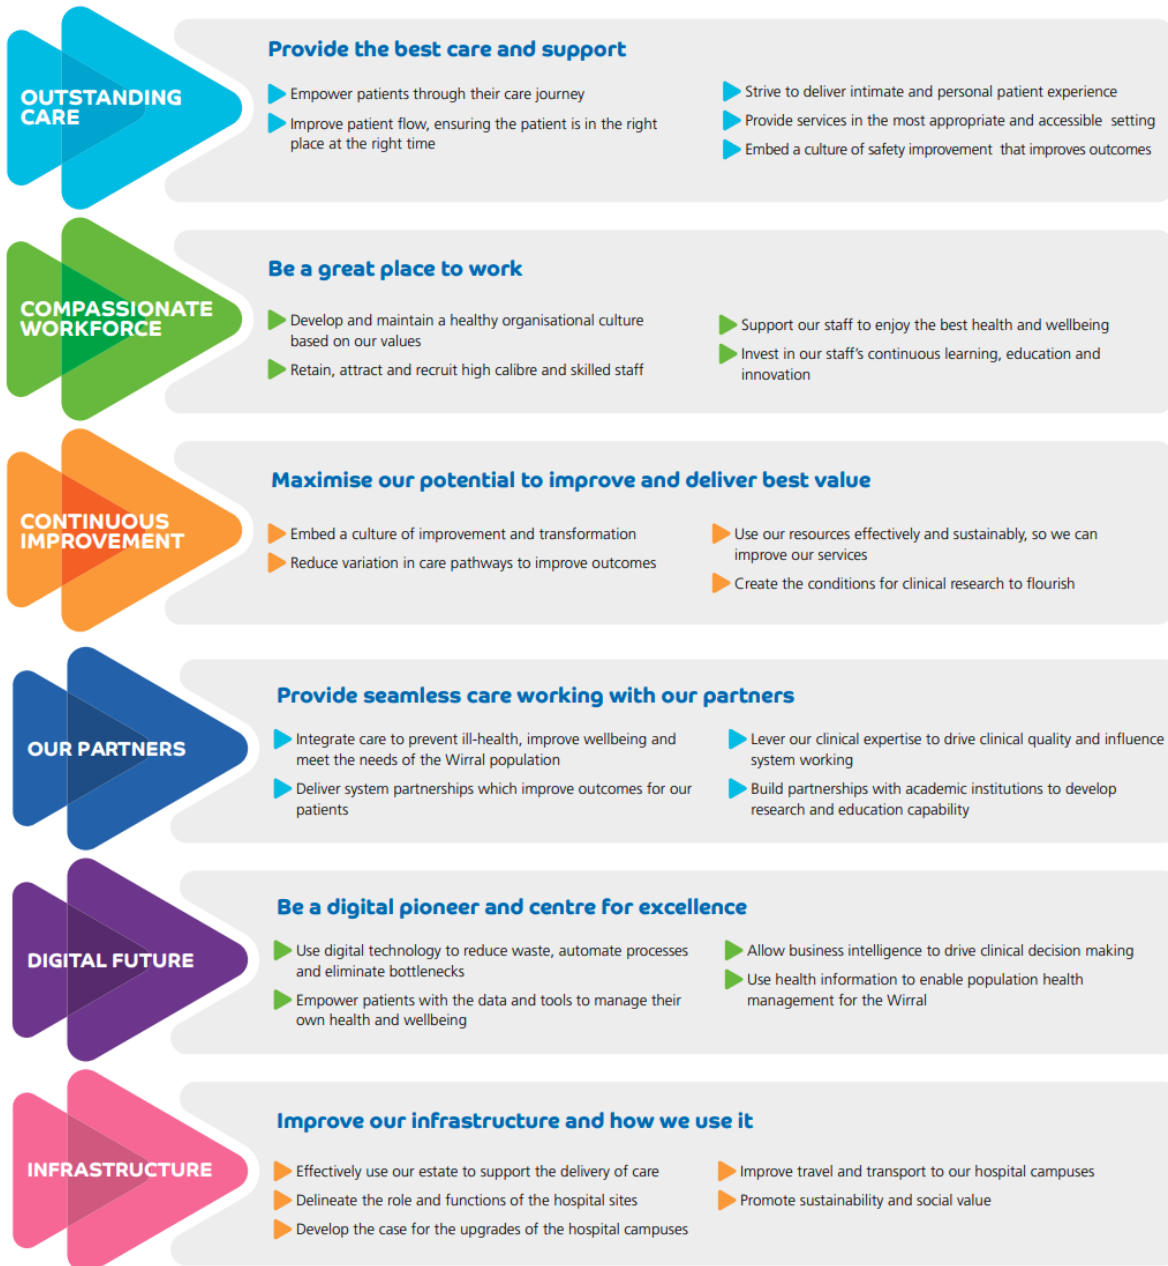 OUTSTANDING
CARE
Provide the best care and support
Empower patients through their care journey
Improve patient flow, ensuring the patient is in the right
place at the right time
Strive to deliver intimate and personal patient experience
Provide services in the most appropriate and accessible setting
Embed a culture of safety improvement that improves outcomes
COMPASSIONATE
WORKFORCE
Be a great place to work
Develop and maintain a healthy organisational culture
based on our values
Retain, attract and recruit high calibre and skilled staff
Support our staff to enjoy the best health and wellbeing
Invest in our staff's continuous learning, education and
innovation
CONTINUOUS
IMPROVEMENT
Maximise our potential to improve and deliver best value
Embed a culture of improvement and transformation
Reduce variation in care pathways to improve outcomes
Use our resources effectively and sustainably, so we can
improve our services
Create the conditions for clinical research to flourish
OUR PARTNERS
Provide seamless care working with our partners
Integrate care to prevent ill-health, improve wellbeing and
meet the needs of the Wirral population
Deliver system partnerships which improve outcomes for our
patients
Lever our clinical expertise to drive clinical quality and influence
system working
Build partnerships with academic institutions to develop
research and education capability
DIGITAL FUTURE
Be a digital pioneer and centre for excellence
Use digital technology to reduce waste, automate processes
and eliminate bottlenecks
Empower patients with the data and tools to manage their
own health and wellbeing
Allow business intelligence to drive clinical decision making
Use health information to enable population health
management for the Wirral
INFRASTRUCTURE
Improve our infrastructure and how we use it
Effectively use our estate to support the delivery of care
Delineate the role and functions of the hospital sites
Develop the case for the upgrades of the hospital campuses
Improve travel and transport to our hospital campuses
Promote sustainability and social value